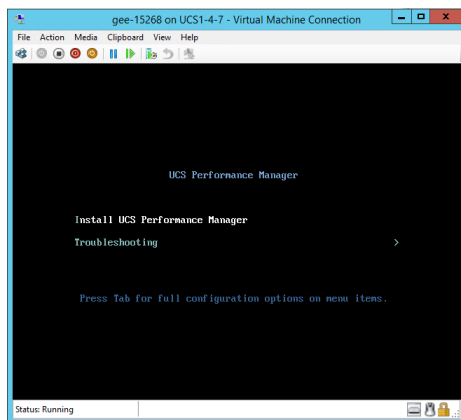 gee-15268 on UCS1-4-7 - Virtual Machine Connection
File Action Media Clipboard View Help
UCS Performance Manager
Install UCS Performance Manager
Troubleshooting >
Press Tab for full configuration options on menu items.
Status: Running